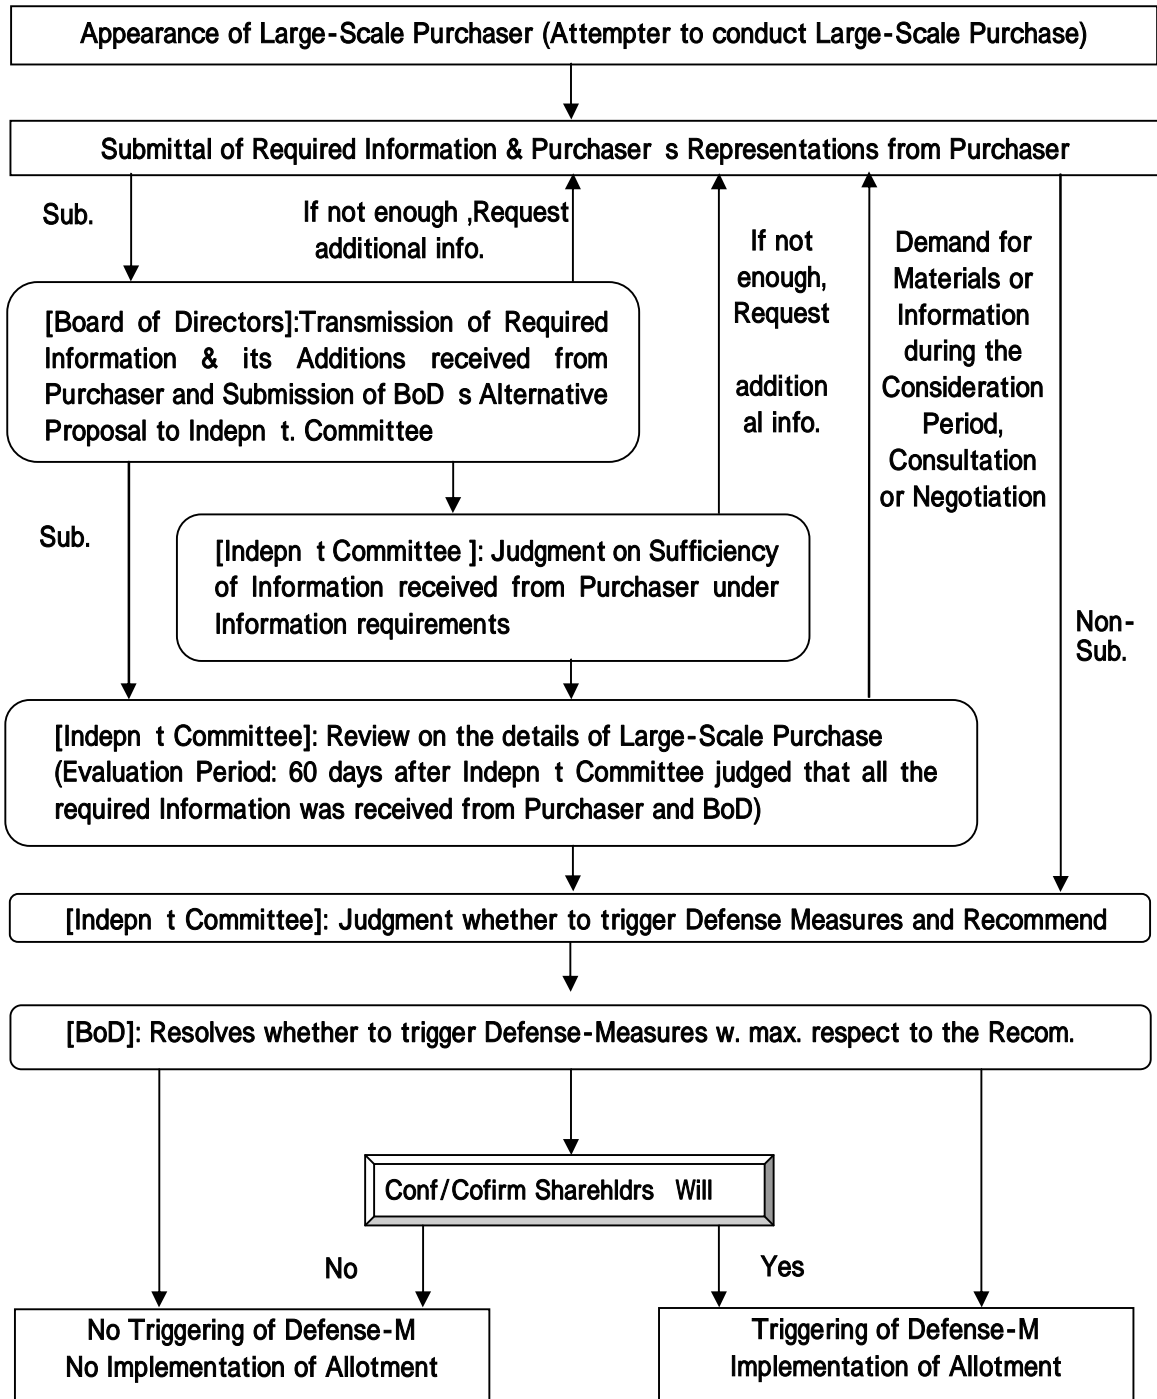 Appearance of Large-Scale Purchaser (Attempter to conduct Large-Scale Purchase)
Submittal of Required Information & Purchaser s Representations from Purchaser
Sub.
If not enough ,Request
additional info.
If not
enough,
Request
addition
al info.
Demand for
Materials or
Information
during the
Consideration
Period,
Consultation
or Negotiation
[Board of Directors]:Transmission of Required
Information & its Additions received from
Purchaser and Submission of BoD s Alternative
Proposal to Indepn t. Committee
Sub.
[Indepn t Committee ]: Judgment on Sufficiency
of Information received from Purchaser under
Information requirements
Non-
Sub.
[Indepn t Committee]: Review on the details of Large-Scale Purchase
(Evaluation Period: 60 days after Indepn t Committee judged that all the
required Information was received from Purchaser and BoD)
[Indepn t Committee]: Judgment whether to trigger Defense Measures and Recommend
[BoD]: Resolves whether to trigger Defense-Measures w. max. respect to the Recom.
Conf/Cofirm Sharehldrs Will
No
Yes
No Triggering of Defense-M
No Implementation of Allotment
Triggering of Defense-M
Implementation of Allotment